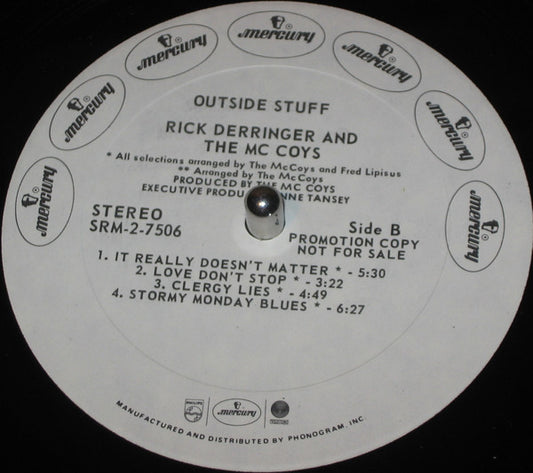 mercury
mercury
mercury
mercury
mercury
mercury
mercury
OUTSIDE STUFF
RICK DERRINGER AND
THE MC COYS
* All selections arranged by The McCoys and Fred Lipisus
** Arranged by The McCoys
PRODUCED BY THE MC COYS
EXECUTIVE PRODU NNE TANSEY
STEREO
SRM-2-7506
Side B
PROMOTION COPY
NOT FOR SALE
1. IT REALLY DOESN'T MATTER * - 5:30
2. LOVE DON'T STOP * - 3:22
3. CLERGY LIES * - 4:49
4. STORMY MONDAY BLUES * - 6:27
PHILIPS
mercury
MANUFACTURED AND DISTRIBUTED BY PHONOGRAM, INC.